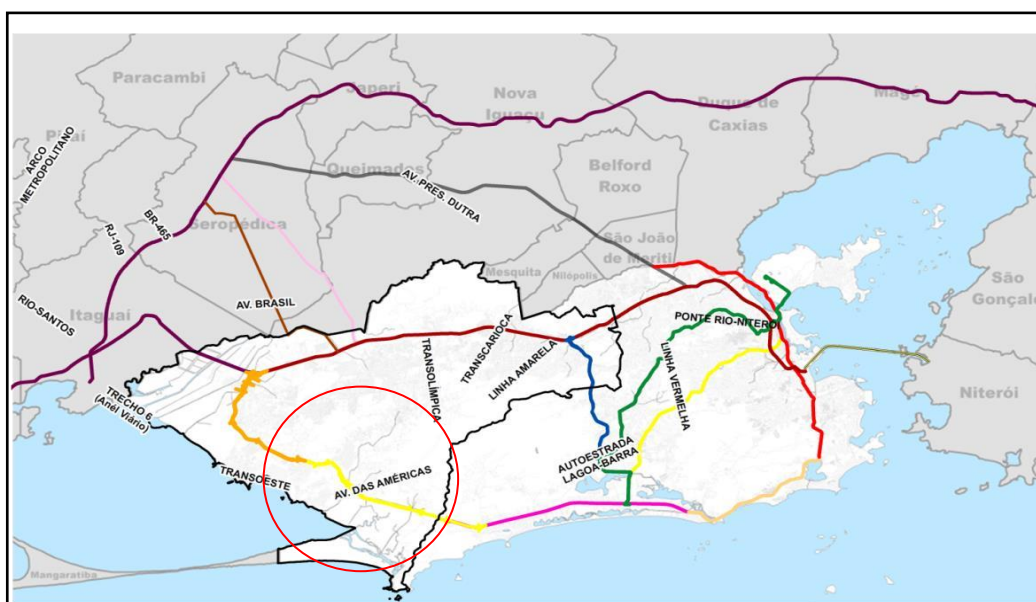 Paracambi
Japeri
Nova
Iguaçu
Duque de
Caxias
Magé
Piraí
ARCO
METROPOLITANO
Queimados
Belford
Roxo
AV. PRES. DUTRA
RJ-109
BR-465
Seropédica
São João
de Meriti
São
Gonçalo
Mesquita
Nilópolis
RIO-SANTOS
Itaguaí
AV. BRASIL
PONTE RIO-NITERÓI
TRANSOLÍMPICA
TRANSCARIOCA
LINHA AMARELA
LINHA VERMELHA
Niterói
TRECHO 6
(Anél Viário)
AUTOESTRADA
LAGOA-BARRA
TRANSOESTE
AV. DAS AMÉRICAS
Mangaratiba